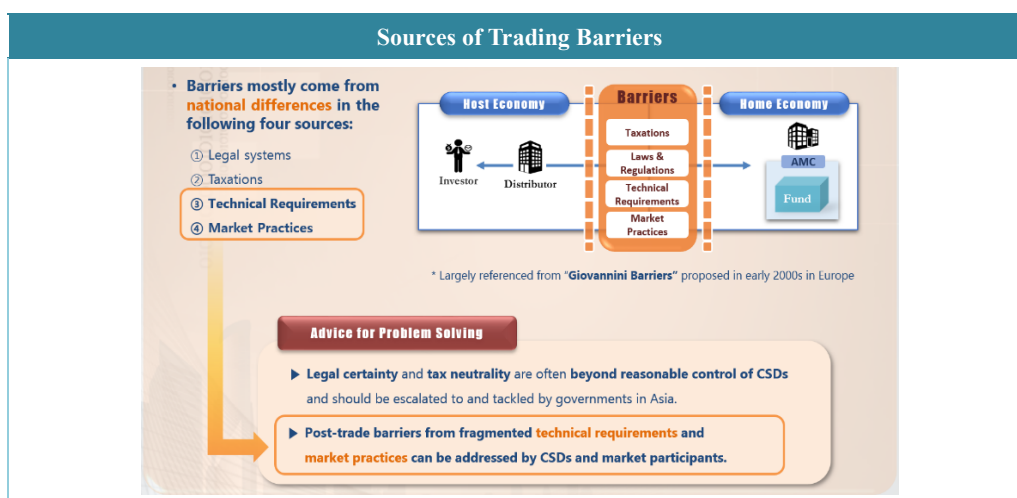 Sources of Trading Barriers
• Barriers mostly come from
national differences in the
following four sources:
① Legal systems
② Taxations
③ Technical Requirements
④ Market Practices
Host Economy
Barriers
Home Economy
Taxations
Laws &
Regulations
Technical
Requirements
Market
Practices
Investor
Distributor
AMC
Fund
* Largely referenced from “Giovannini Barriers” proposed in early 2000s in Europe
Advice for Problem Solving
▶ Legal certainty and tax neutrality are often beyond reasonable control of CSDs
and should be escalated to and tackled by governments in Asia.
▶ Post-trade barriers from fragmented technical requirements and
market practices can be addressed by CSDs and market participants.